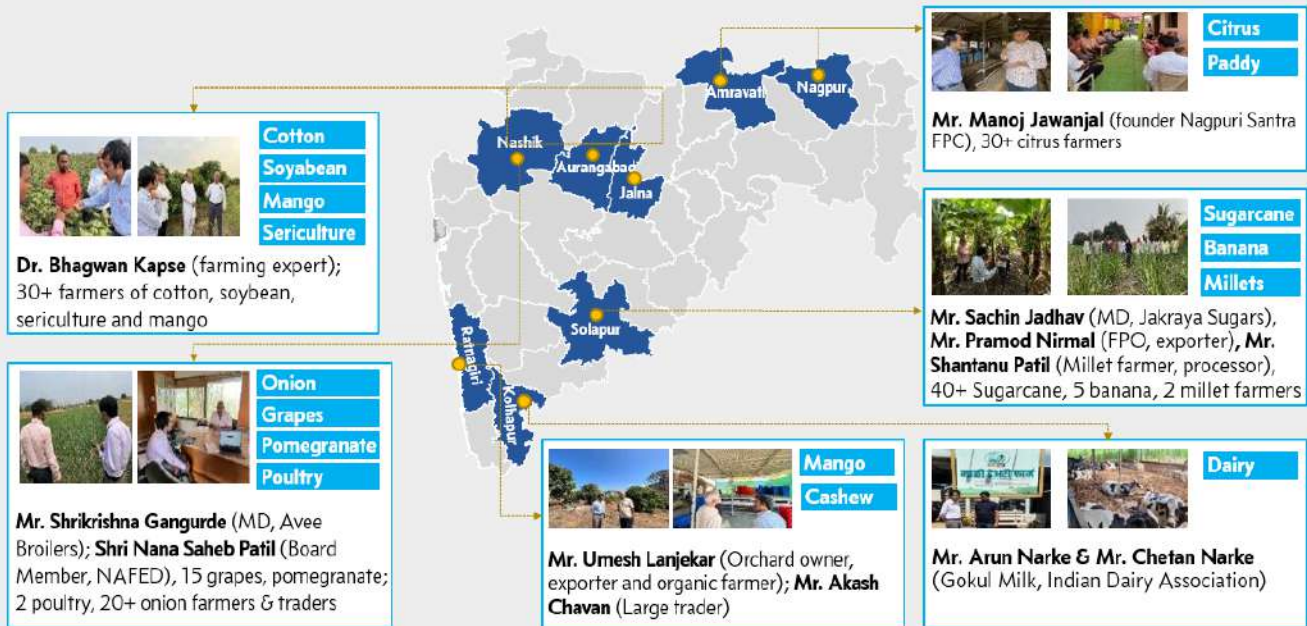 Amravati
Nagpur
Nashik
Aurangabad
Jalna
Solapur
Ratnagiri
Kolhapur
Cotton
Soyabean
Mango
Sericulture
Dr. Bhagwan Kapse (farming expert);
30+ farmers of cotton, soybean,
sericulture and mango
Onion
Grapes
Pomegranate
Poultry
Mr. Shrikrishna Gangurde (MD, Avee
Broilers); Shri Nana Saheb Patil (Board
Member, NAFED), 15 grapes, pomegranate;
2 poultry, 20+ onion farmers & traders
Citrus
Paddy
Mr. Manoj Jawanjal (founder Nagpuri Santra
FPC), 30+ citrus farmers
Sugarcane
Banana
Millets
Mr. Sachin Jadhav (MD, Jakraya Sugars),
Mr. Pramod Nirmal (FPO, exporter), Mr.
Shantanu Patil (Millet farmer, processor),
40+ Sugarcane, 5 banana, 2 millet farmers
Mango
Cashew
Mr. Umesh Lanjekar (Orchard owner,
exporter and organic farmer); Mr. Akash
Chavan (Large trader)
Dairy
Mr. Arun Narke & Mr. Chetan Narke
(Gokul Milk, Indian Dairy Association)